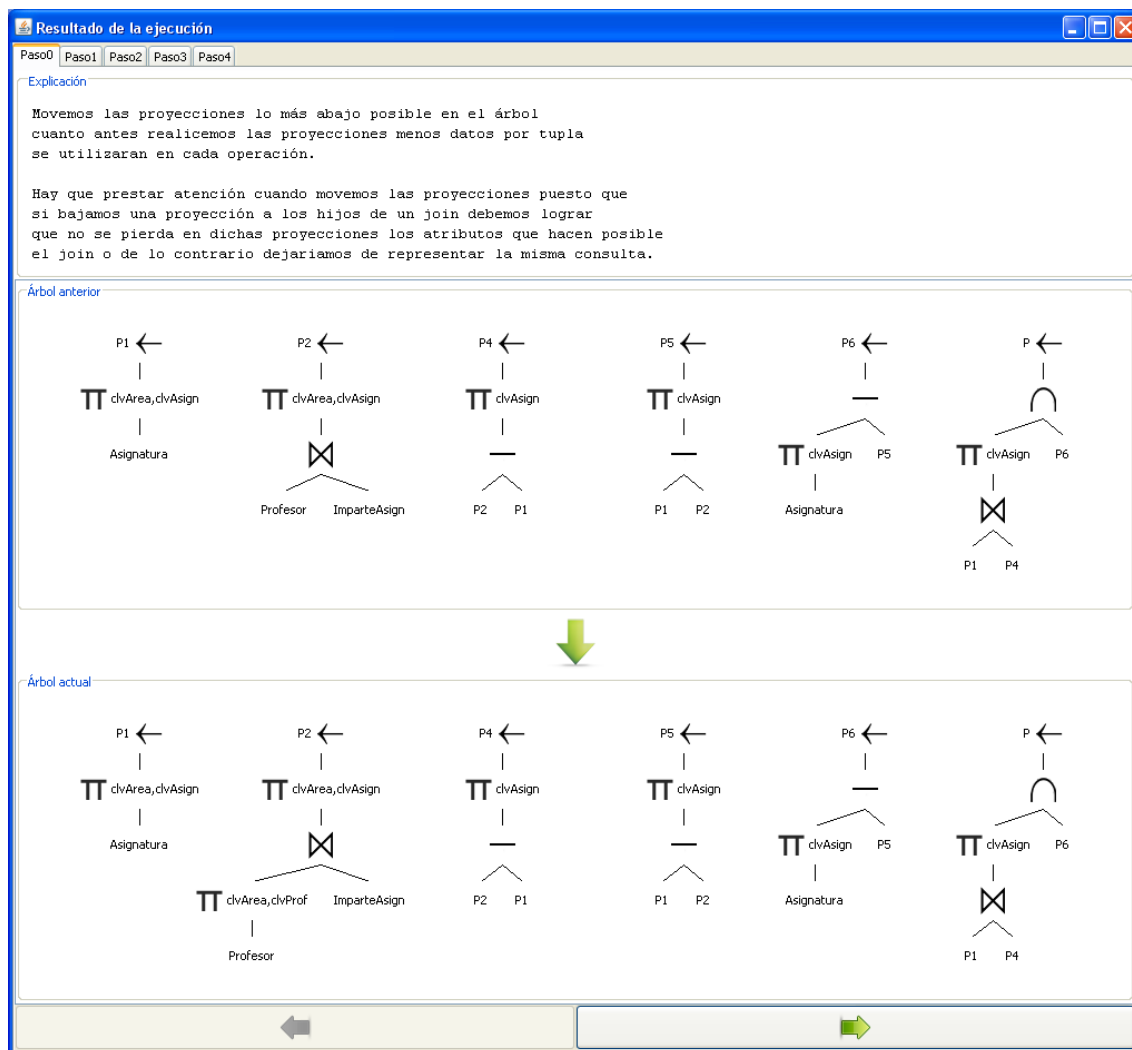 Resultado de la ejecución
Paso0 Paso1 Paso2 Paso3 Paso4
Explicación
Movemos las proyecciones lo más abajo posible en el árbol
cuanto antes realicemos las proyecciones menos datos por tupla
se utilizaran en cada operación.
Hay que prestar atención cuando movemos las proyecciones puesto que
si bajamos una proyección a los hijos de un join debemos lograr
que no se pierda en dichas proyecciones los atributos que hacen posible
el join o de lo contrario dejariamos de representar la misma consulta.
Árbol anterior
P1 ← P2 ← P4 ← P5 ← P6 ← P ←
π clvArea,clvAsign π clvArea,clvAsign π clvAsign π clvAsign — ∩
Asignatura ⋈ — — π clvAsign P5 π clvAsign P6
Profesor ImparteAsign P2 P1 P1 P2 Asignatura ⋈
P1 P4
Árbol actual
P1 ← P2 ← P4 ← P5 ← P6 ← P ←
π clvArea,clvAsign π clvArea,clvAsign π clvAsign π clvAsign — ∩
Asignatura ⋈ — — π clvAsign P5 π clvAsign P6
π clvArea,clvProf ImparteAsign P2 P1 P1 P2 Asignatura ⋈
Profesor P1 P4